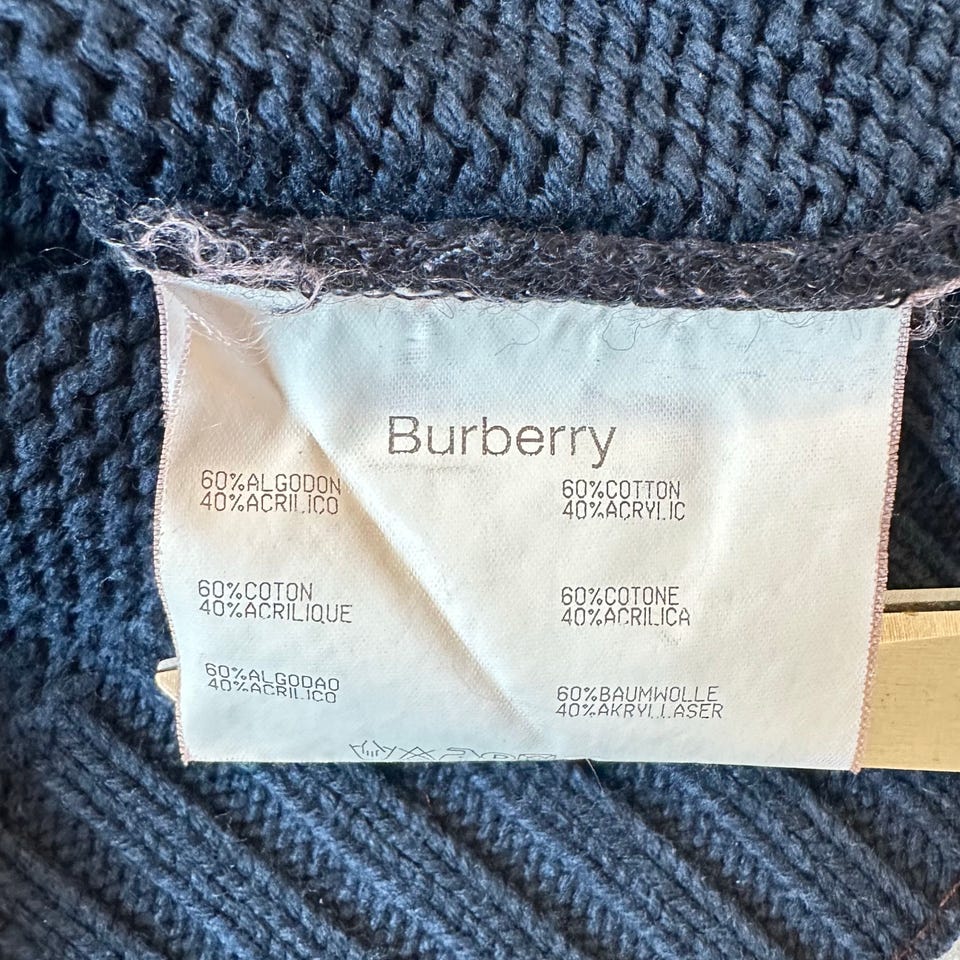 Burberry
60%ALGODON
40%ACRILICO
60%COTTON
40%ACRYLIC
60%COTON
40%ACRILIQUE
60%COTONE
40%ACRILICA
60%ALGODAO
40%ACRILICO
60%BAUMWOLLE
40%AKRYLLASER